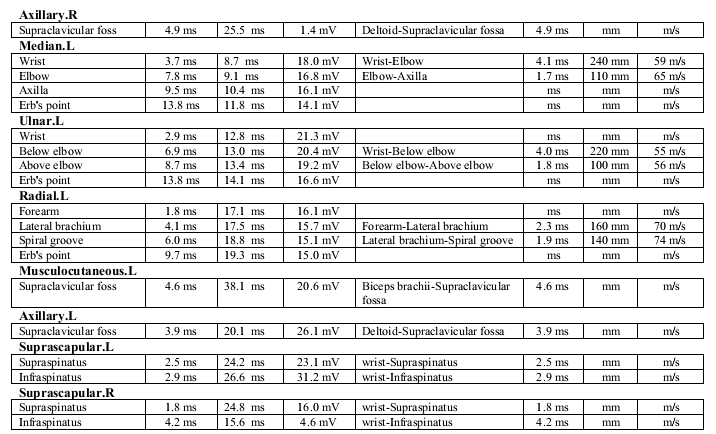 Axillary.R
Supraclavicular foss 4.9 ms 25.5 ms 1.4 mV Deltoid-Supraclavicular fossa 4.9 ms mm m/s
Median.L
Wrist 3.7 ms 8.7 ms 18.0 mV Wrist-Elbow 4.1 ms 240 mm 59 m/s
Elbow 7.8 ms 9.1 ms 16.8 mV Elbow-Axilla 1.7 ms 110 mm 65 m/s
Axilla 9.5 ms 10.4 ms 16.1 mV ms mm m/s
Erb's point 13.8 ms 11.8 ms 14.1 mV ms mm m/s
Ulnar.L
Wrist 2.9 ms 12.8 ms 21.3 mV ms mm m/s
Below elbow 6.9 ms 13.0 ms 20.4 mV Wrist-Below elbow 4.0 ms 220 mm 55 m/s
Above elbow 8.7 ms 13.4 ms 19.2 mV Below elbow-Above elbow 1.8 ms 100 mm 56 m/s
Erb's point 13.8 ms 14.1 ms 16.6 mV ms mm m/s
Radial.L
Forearm 1.8 ms 17.1 ms 16.1 mV ms mm m/s
Lateral brachium 4.1 ms 17.5 ms 15.7 mV Forearm-Lateral brachium 2.3 ms 160 mm 70 m/s
Spiral groove 6.0 ms 18.8 ms 15.1 mV Lateral brachium-Spiral groove 1.9 ms 140 mm 74 m/s
Erb's point 9.7 ms 19.3 ms 15.0 mV ms mm m/s
Musculocutaneous.L
Supraclavicular foss 4.6 ms 38.1 ms 20.6 mV Biceps brachii-Supraclavicular 4.6 ms mm m/s
fossa
Axillary.L
Supraclavicular foss 3.9 ms 20.1 ms 26.1 mV Deltoid-Supraclavicular fossa 3.9 ms mm m/s
Suprascapular.L
Supraspinatus 2.5 ms 24.2 ms 23.1 mV wrist-Supraspinatus 2.5 ms mm m/s
Infraspinatus 2.9 ms 26.6 ms 31.2 mV wrist-Infraspinatus 2.9 ms mm m/s
Suprascapular.R
Supraspinatus 1.8 ms 24.8 ms 16.0 mV wrist-Supraspinatus 1.8 ms mm m/s
Infraspinatus 4.2 ms 15.6 ms 4.6 mV wrist-Infraspinatus 4.2 ms mm m/s